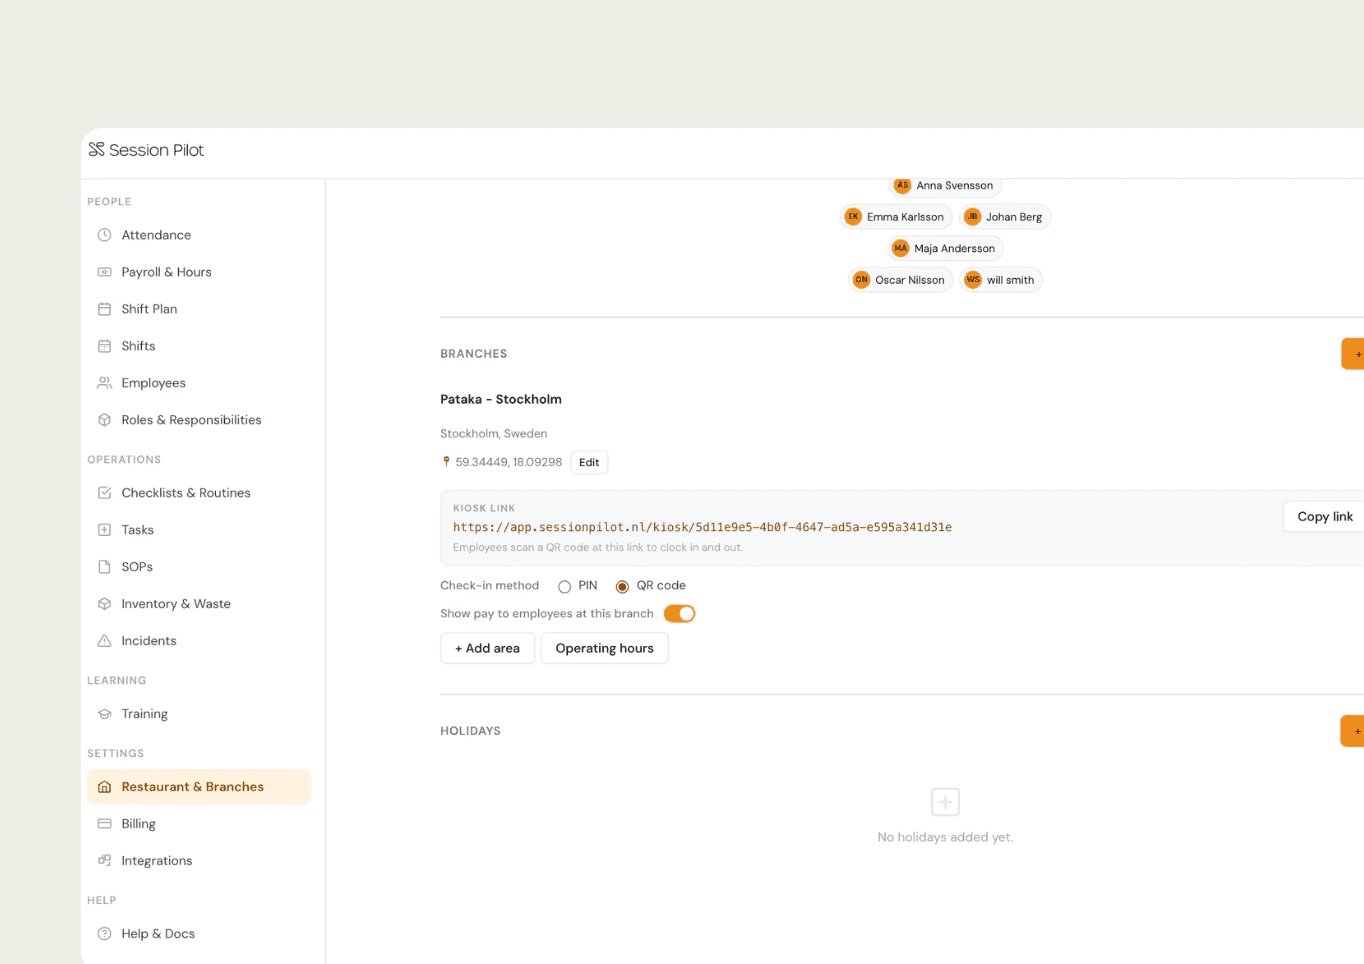 Session Pilot
PEOPLE
Attendance
Payroll & Hours
Shift Plan
Shifts
Employees
Roles & Responsibilities
OPERATIONS
Checklists & Routines
Tasks
SOPs
Inventory & Waste
Incidents
LEARNING
Training
SETTINGS
Restaurant & Branches
Billing
Integrations
HELP
Help & Docs
AS Anna Svensson
EK Emma Karlsson JB Johan Berg
MA Maja Andersson
ON Oscar Nilsson WS will smith
BRANCHES
+
Pataka - Stockholm
Stockholm, Sweden
59.34449, 18.09298 Edit
KIOSK LINK
https://app.sessionpilot.nl/kiosk/5d11e9e5-4b0f-4647-ad5a-e595a341d31e
Copy link
Employees scan a QR code at this link to clock in and out.
Check-in method PIN QR code
Show pay to employees at this branch
+ Add area Operating hours
HOLIDAYS
+
No holidays added yet.